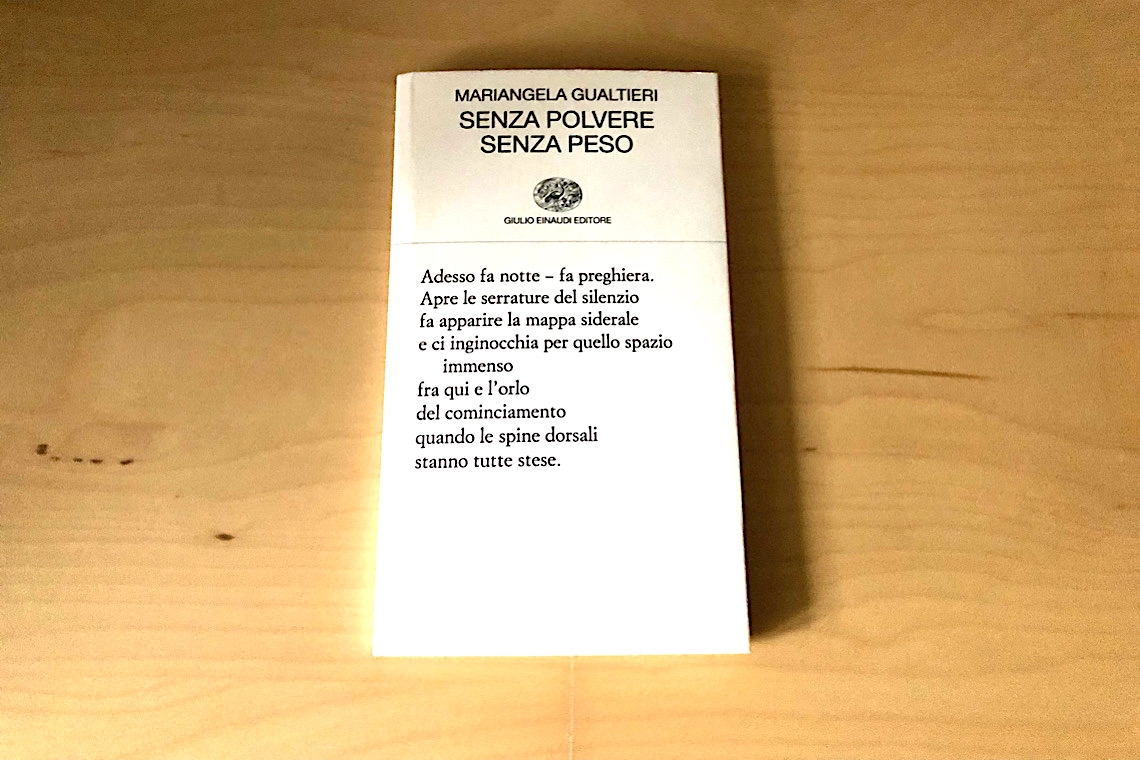 MARIANGELA GUALTIERI
SENZA POLVERE
SENZA PESO
GIULIO EINAUDI EDITORE
Adesso fa notte – fa preghiera.
Apre le serrature del silenzio
fa apparire la mappa siderale
e ci inginocchia per quello spazio
immenso
fra qui e l'orlo
del cominciamento
quando le spine dorsali
stanno tutte stese.